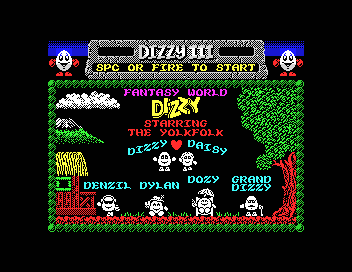 DIZZY III
SPC OR FIRE TO START
FANTASY WORLD
DIZZY
STARRING
THE YOLKFOLK
DIZZY DAISY
DENZIL DYLAN DOZY GRAND DIZZY